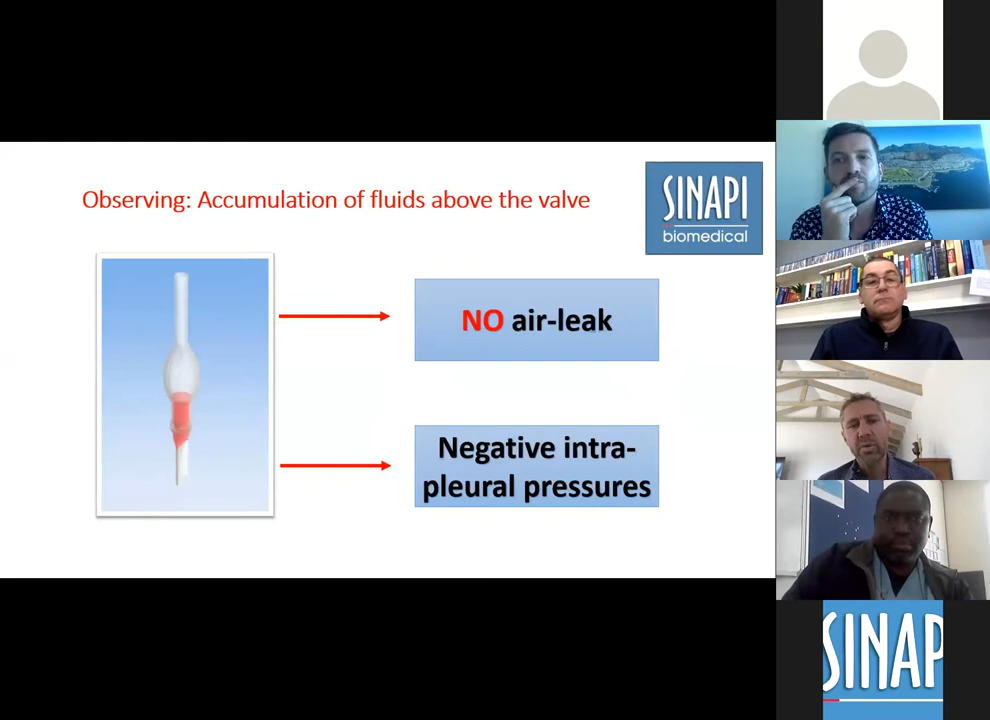 Observing: Accumulation of fluids above the valve
SINAPI
biomedical
NO air-leak
Negative intra-
pleural pressures
SINAP